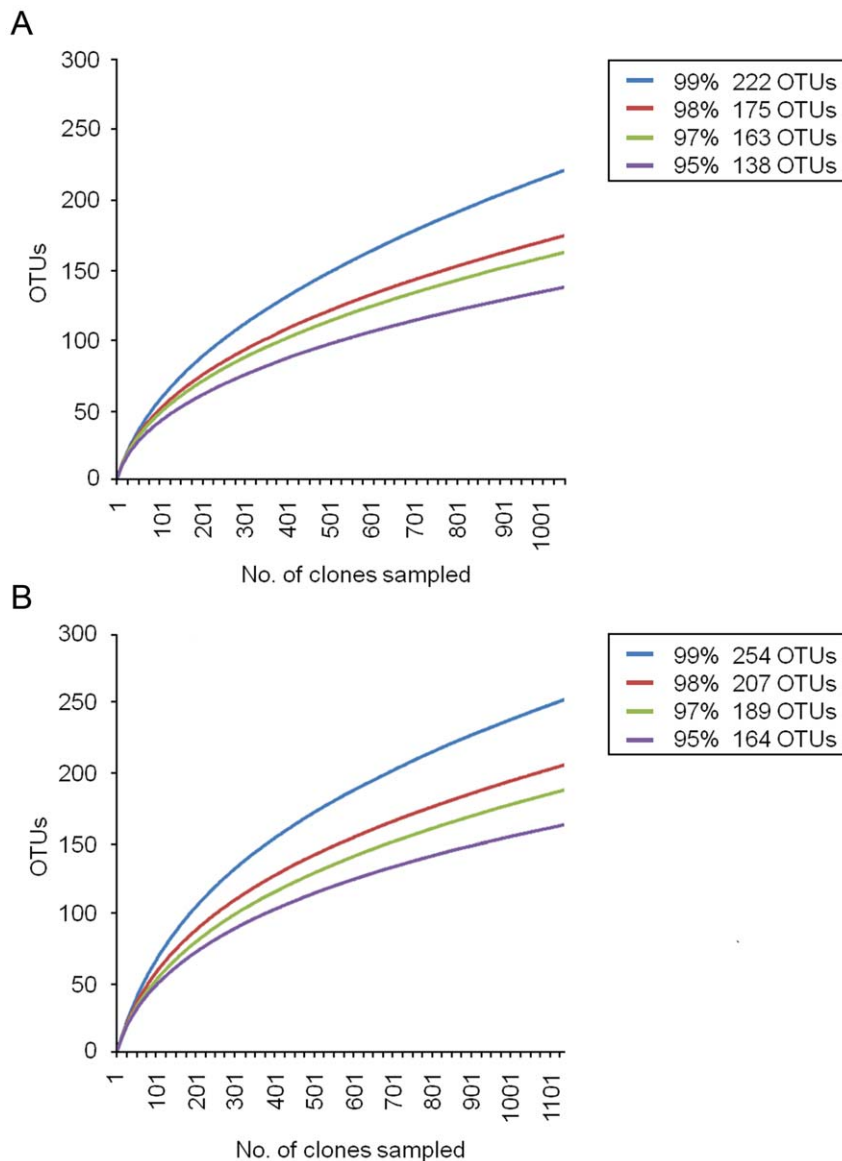 A
300
250
200
150
100
50
0
OTUs
1
101
201
301
401
501
601
701
801
901
1001
No. of clones sampled
99% 222 OTUs
98% 175 OTUs
97% 163 OTUs
95% 138 OTUs
B
300
250
200
150
100
50
0
OTUs
1
101
201
301
401
501
601
701
801
901
1001
1101
No. of clones sampled
99% 254 OTUs
98% 207 OTUs
97% 189 OTUs
95% 164 OTUs